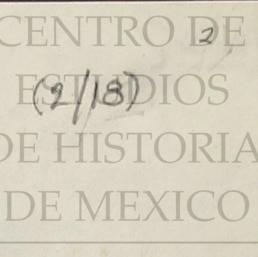 CENTRO DE
2
ESTUDIOS
(2/18)
DE HISTORIA
DE MEXICO